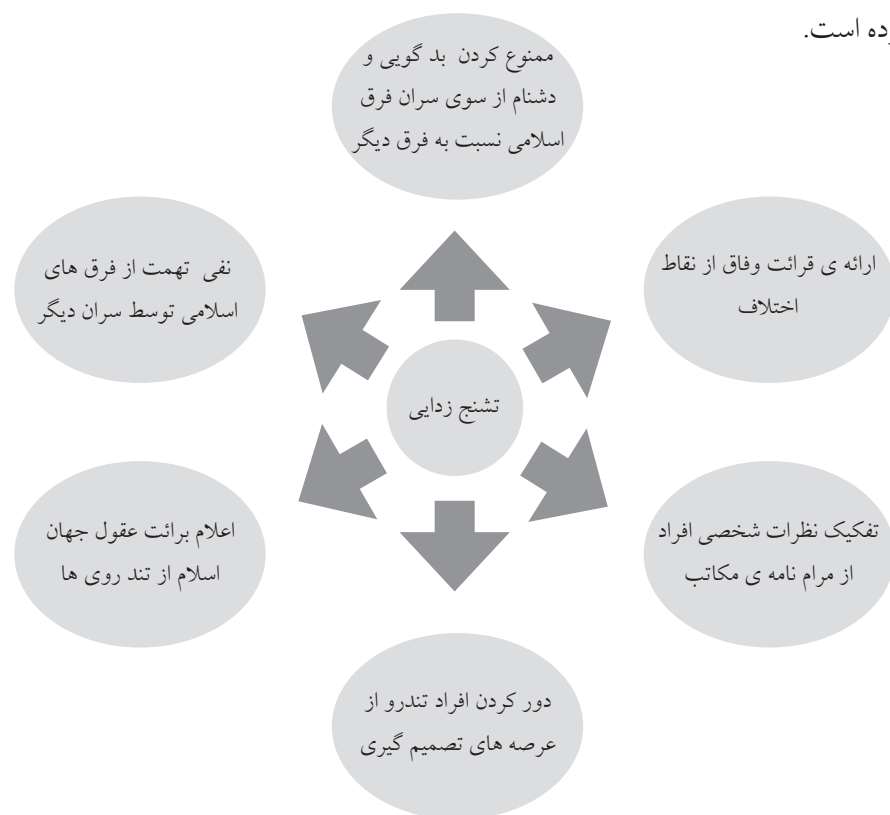 است.
ممنوع کردن بد گویی و
دشنام از سوی سران فرق
اسلامی نسبت به فرق دیگر
ارائه ی قرائت وفاق از نقاط
اختلاف
نفی تهمت از فرق های
اسلامی توسط سران دیگر
تشنج زدایی
تفکیک نظرات شخصی افراد
از مرام نامه ی مکاتب
اعلام برائت عقول جهان
اسلام از تند روی ها
دور کردن افراد تندرو از
عرصه های تصمیم گیری